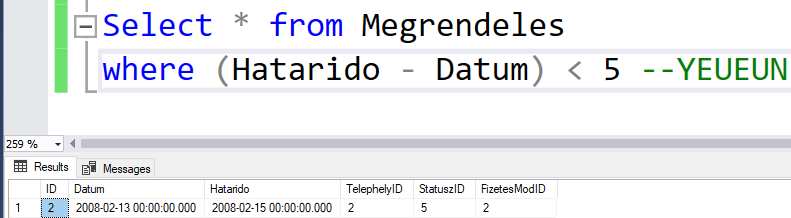 Select * from Megrendeles
where (Hatarido - Datum) < 5 --YEUEUN
259 %
Results Messages
ID Datum Hatarido TelephelyID StatuszID FizetesModID
1 2 2008-02-13 00:00:00.000 2008-02-15 00:00:00.000 2 5 2